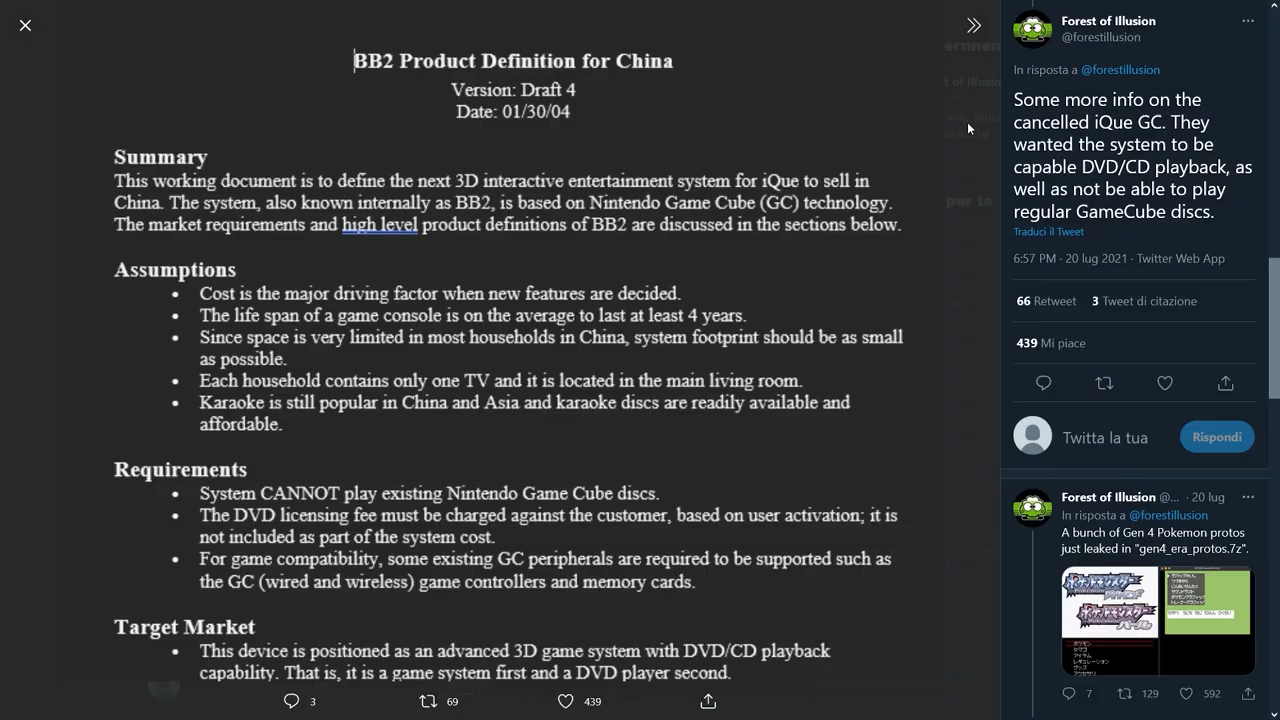 BB2 Product Definition for China
Version: Draft 4
Date: 01/30/04
Summary
This working document is to define the next 3D interactive entertainment system for iQue to sell in
China. The system, also known internally as BB2, is based on Nintendo Game Cube (GC) technology.
The market requirements and high level product definitions of BB2 are discussed in the sections below.
Assumptions
• Cost is the major driving factor when new features are decided.
• The life span of a game console is on the average to last at least 4 years.
• Since space is very limited in most households in China, system footprint should be as small
as possible.
• Each household contains only one TV and it is located in the main living room.
• Karaoke is still popular in China and Asia and karaoke discs are readily available and
affordable.
Requirements
• System CANNOT play existing Nintendo Game Cube discs.
• The DVD licensing fee must be charged against the customer, based on user activation; it is
not included as part of the system cost.
• For game compatibility, some existing GC peripherals are required to be supported such as
the GC (wired and wireless) game controllers and memory cards.
Target Market
• This device is positioned as an advanced 3D game system with DVD/CD playback
capability. That is, it is a game system first and a DVD player second.
3 69 439
Forest of Illusion
@forestillusion
In risposta a @forestillusion
Some more info on the
cancelled iQue GC. They
wanted the system to be
capable DVD/CD playback, as
well as not be able to play
regular GameCube discs.
Traduci il Tweet
6:57 PM · 20 lug 2021 · Twitter Web App
66 Retweet 3 Tweet di citazione
439 Mi piace
Twitta la tua
Rispondi
Forest of Illusion @... · 20 lug
In risposta a @forestillusion
A bunch of Gen 4 Pokemon protos
just leaked in "gen4_era_protos.7z".
7 129 592